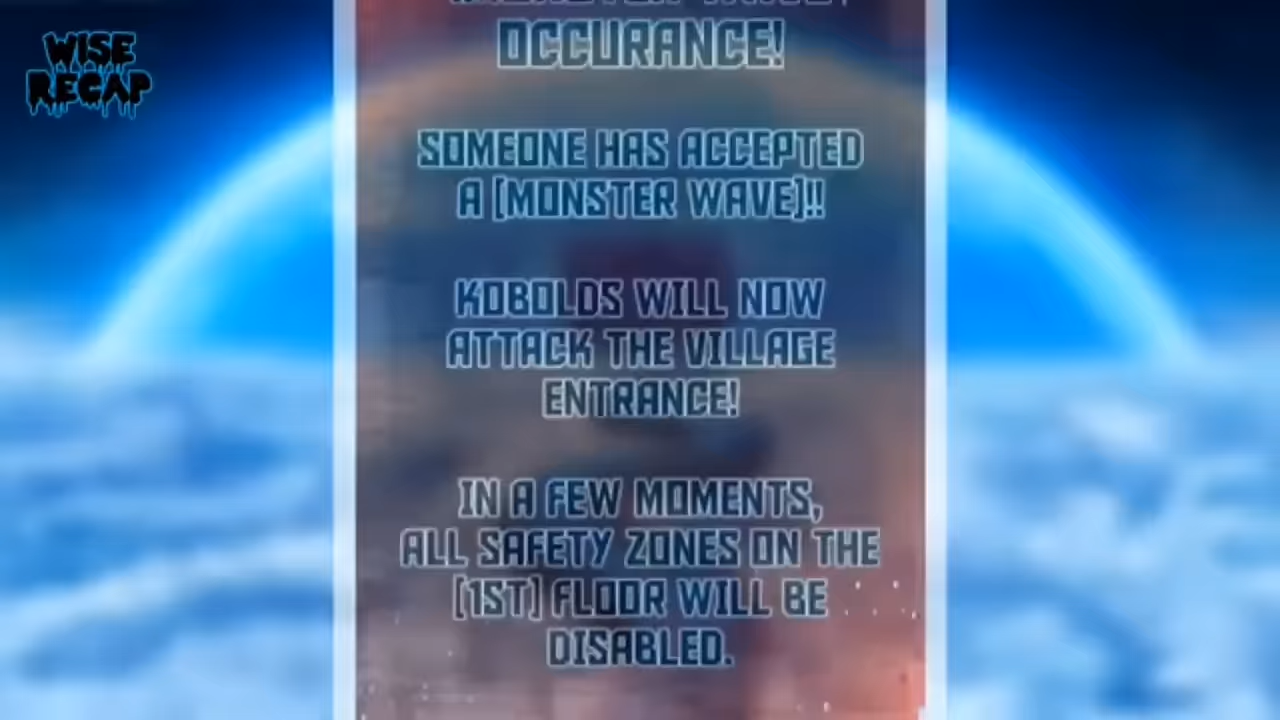 WISE
RECAP
OCCURANCE!
SOMEONE HAS ACCEPTED
A [MONSTER WAVE]!!
KOBOLDS WILL NOW
ATTACK THE VILLAGE
ENTRANCE!
IN A FEW MOMENTS,
ALL SAFETY ZONES ON THE
[1ST] FLOOR WILL BE
DISABLED.